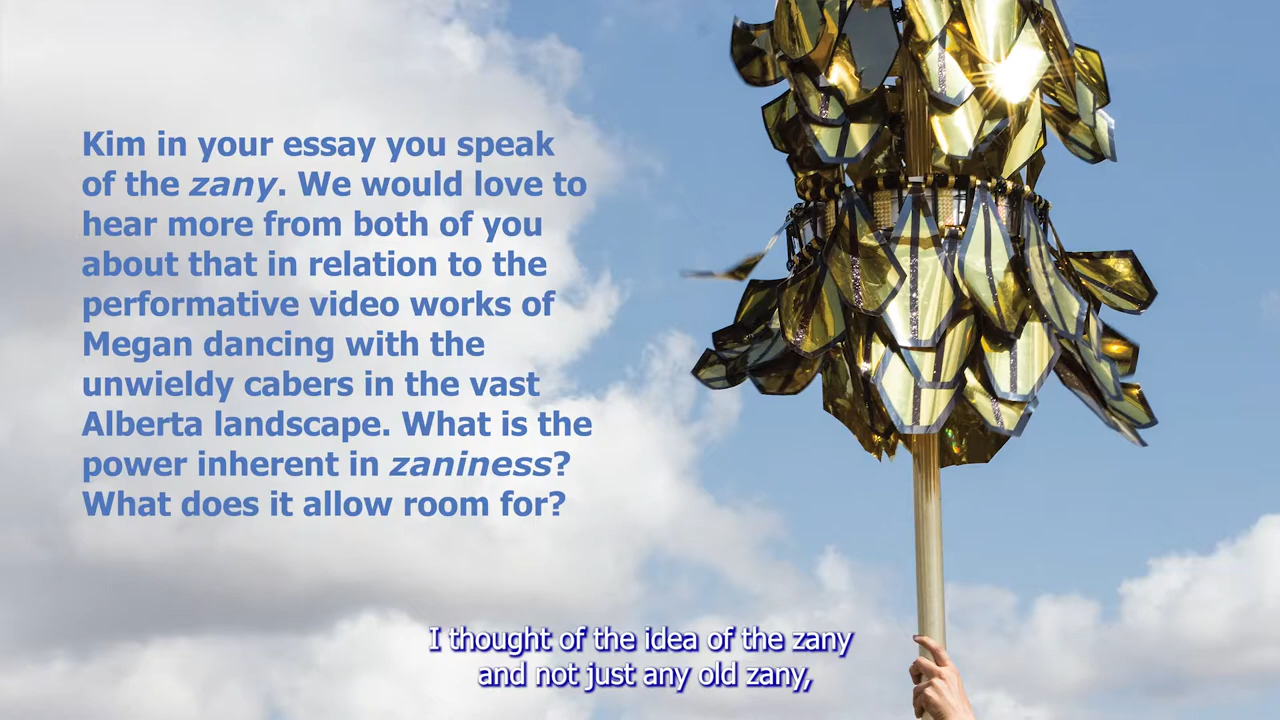 Kim in your essay you speak
of the zany. We would love to
hear more from both of you
about that in relation to the
performative video works of
Megan dancing with the
unwieldy cabers in the vast
Alberta landscape. What is the
power inherent in zaniness?
What does it allow room for?
I thought of the idea of the zany
and not just any old zany,